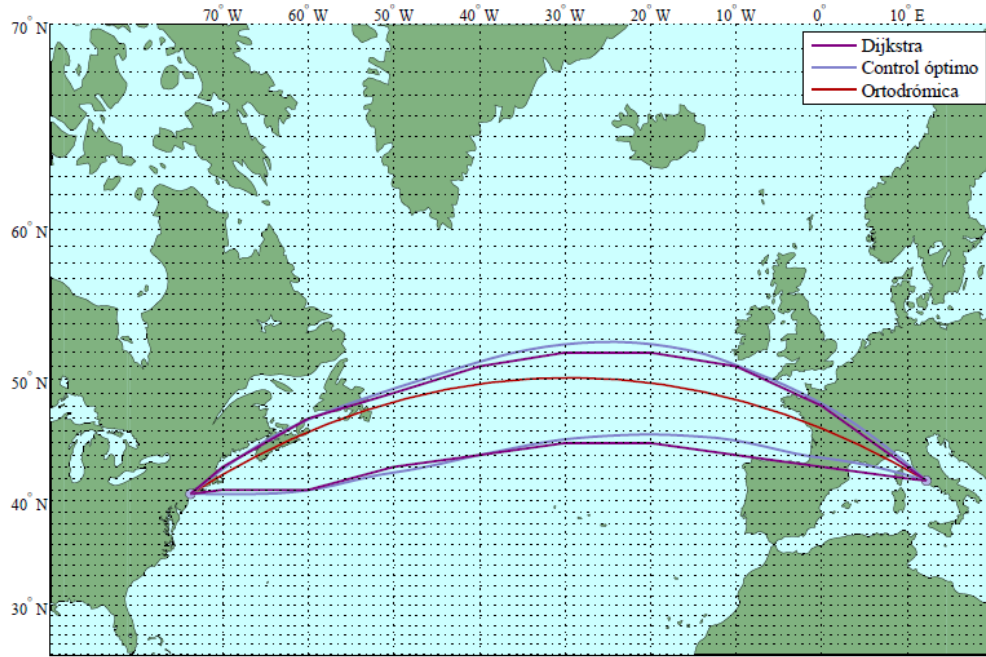 70° W 60° W 50° W 40° W 30° W 20° W 10° W 0° 10° E
70° N
60° N
50° N
40° N
30° N
Dijkstra
Control óptimo
Ortodrómica